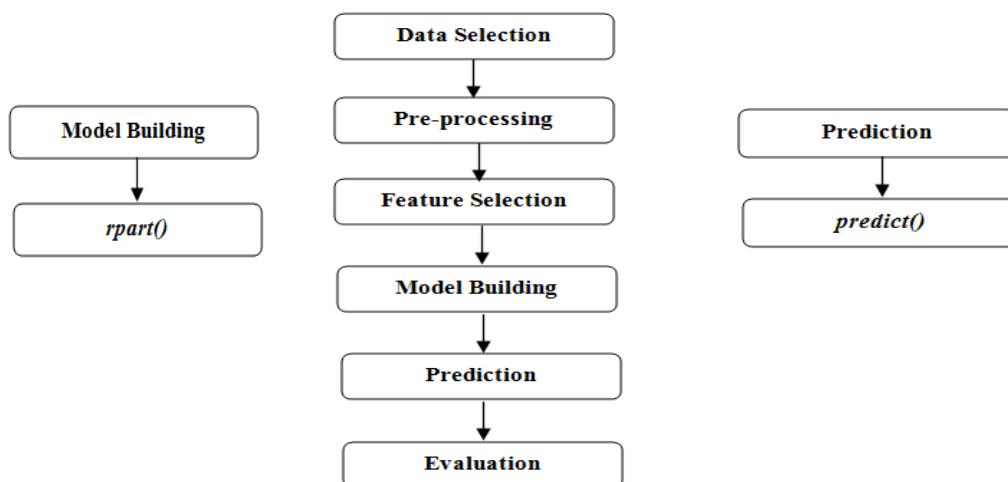 Data Selection
Pre-processing
Feature Selection
Model Building
Prediction
Evaluation
Model Building
rpart()
Prediction
predict()